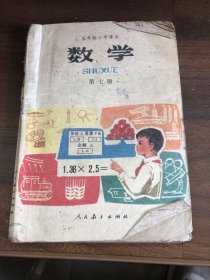 五年制小学课本
数学
SHUXUE
第七册
1.36 × 2.5 =
人民教育出版社